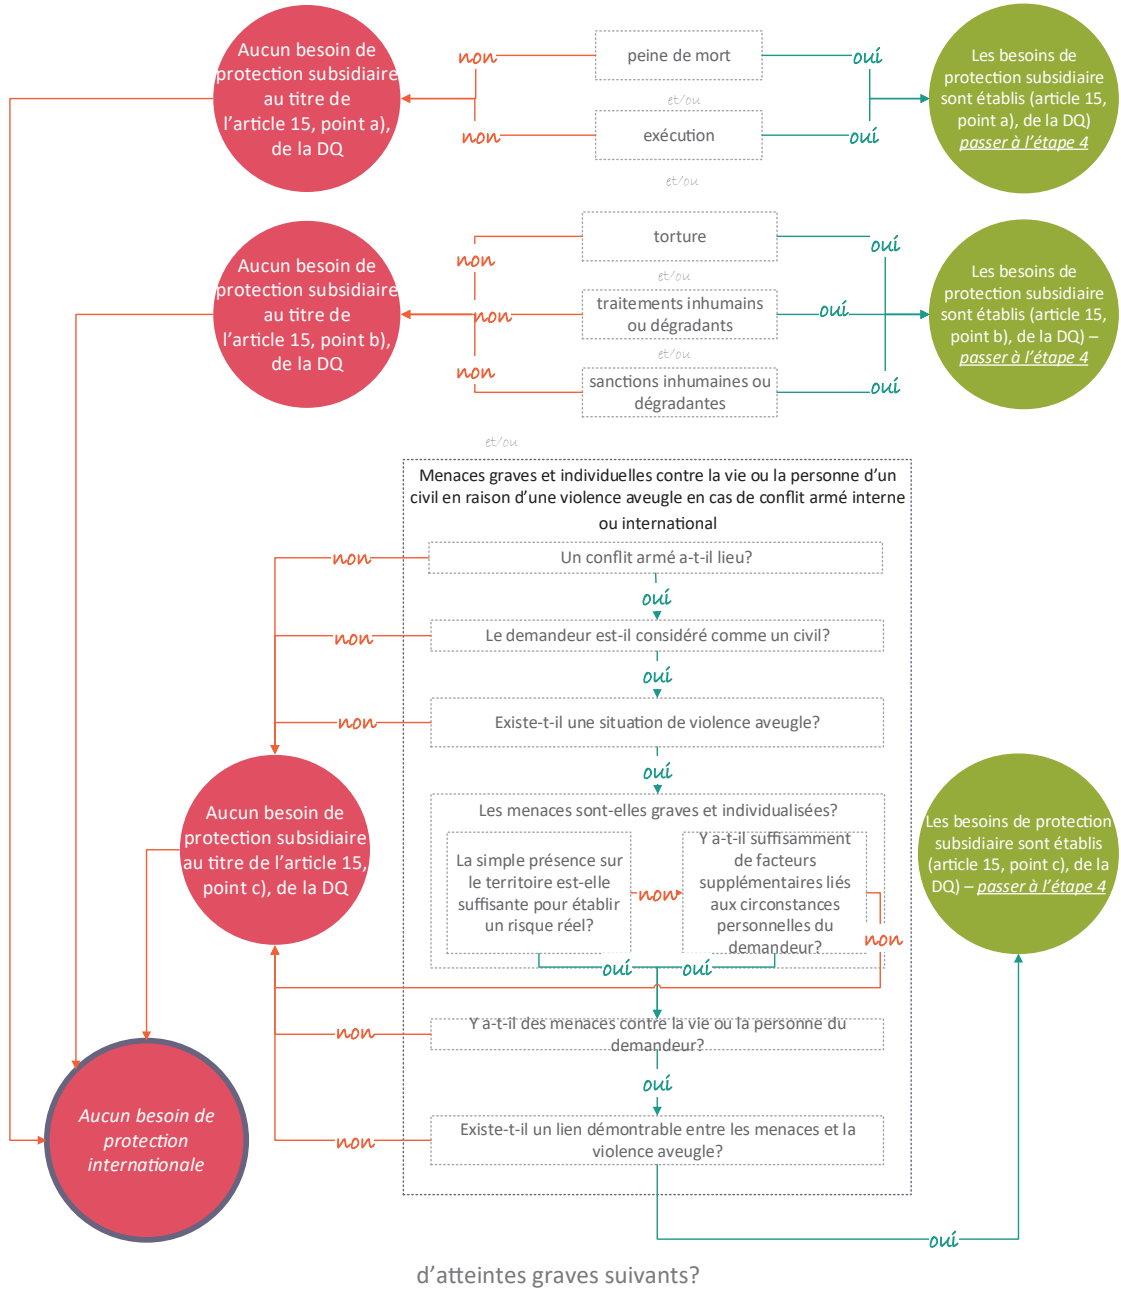 Aucun besoin de
protection subsidiaire
au titre de
l'article 15, point a),
de la DQ
non
peine de mort
oui
et/ou
non
exécution
oui
Les besoins de
protection subsidiaire
sont établis (article 15,
point a), de la DQ)
passer à l'étape 4
et/ou
Aucun besoin de
protection subsidiaire
au titre de
l'article 15, point b),
de la DQ
non
torture
oui
et/ou
non
traitements inhumains
ou dégradants
oui
et/ou
non
sanctions inhumaines ou
dégradantes
oui
Les besoins de
protection subsidiaire
sont établis (article 15,
point b), de la DQ) –
passer à l'étape 4
et/ou
Menaces graves et individuelles contre la vie ou la personne d'un
civil en raison d'une violence aveugle en cas de conflit armé interne
ou international
non
Un conflit armé a-t-il lieu?
oui
non
Le demandeur est-il considéré comme un civil?
oui
non
Existe-t-il une situation de violence aveugle?
oui
Les menaces sont-elles graves et individualisées?
La simple présence sur
le territoire est-elle
suffisante pour établir
un risque réel?
non
Y a-t-il suffisamment
de facteurs
supplémentaires liés
aux circonstances
personnelles du
demandeur?
non
oui
oui
Aucun besoin de
protection subsidiaire
au titre de l'article 15,
point c), de la DQ
Les besoins de protection
subsidiaire sont établis
(article 15, point c), de la
DQ) – passer à l'étape 4
non
Y a-t-il des menaces contre la vie ou la personne du
demandeur?
oui
non
Existe-t-il un lien démontrable entre les menaces et la
violence aveugle?
oui
Aucun besoin de
protection
internationale
d'atteintes graves suivants?